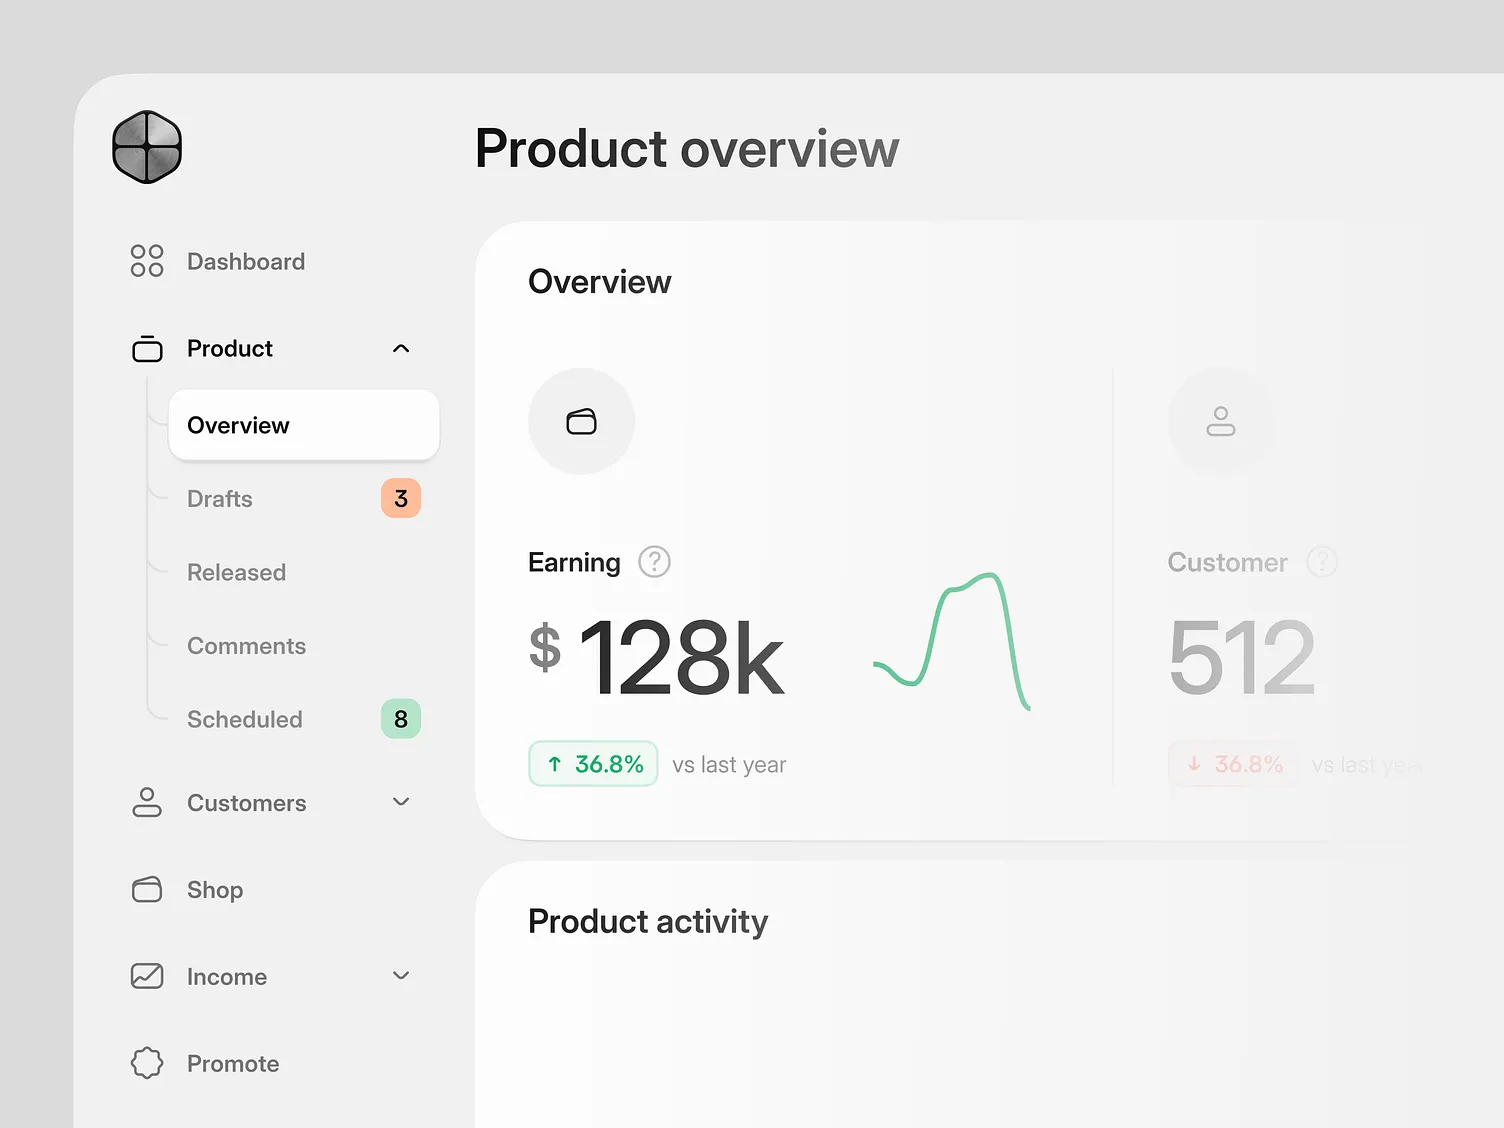 Product overview
Dashboard
Product
Overview
Drafts
3
Released
Comments
Scheduled
8
Customers
Shop
Income
Promote
Overview
Earning ?
$ 128k
↑ 36.8% vs last year
Customer ?
512
↓ 36.8% vs last year
Product activity